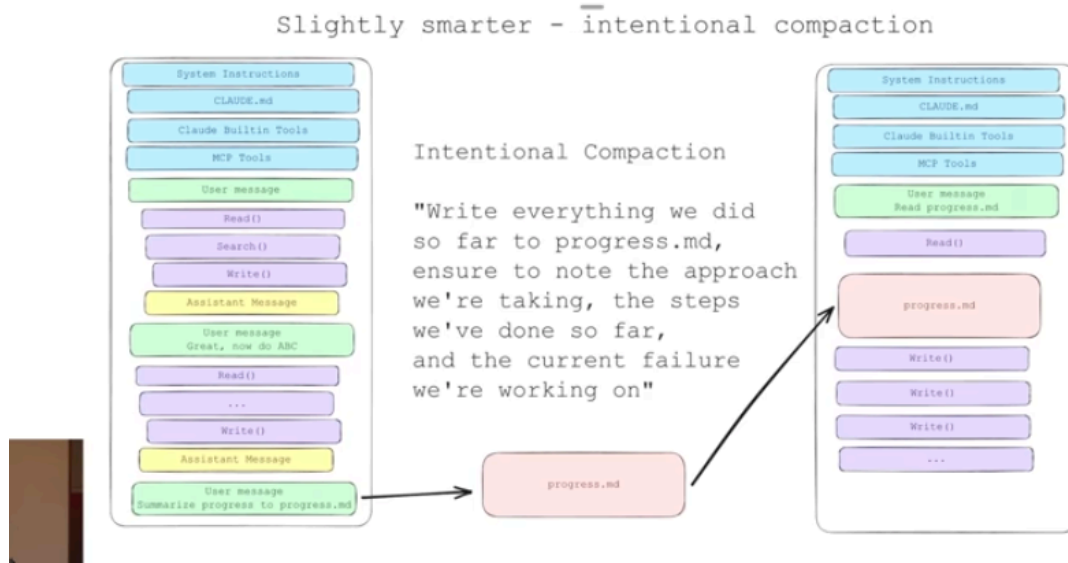 Slightly smarter - intentional compaction
System Instructions
CLAUDE.md
Claude Builtin Tools
MCP Tools
User message
Read()
Search()
Write()
Assistant Message
User message
Great, now do ABC
Read()
...
Write()
Assistant Message
User message
Summarize progress to progress.md
Intentional Compaction
"Write everything we did
so far to progress.md,
ensure to note the approach
we're taking, the steps
we've done so far,
and the current failure
we're working on"
progress.md
System Instructions
CLAUDE.md
Claude Builtin Tools
MCP Tools
User message
Read progress.md
Read()
progress.md
Write()
Write()
Write()
...